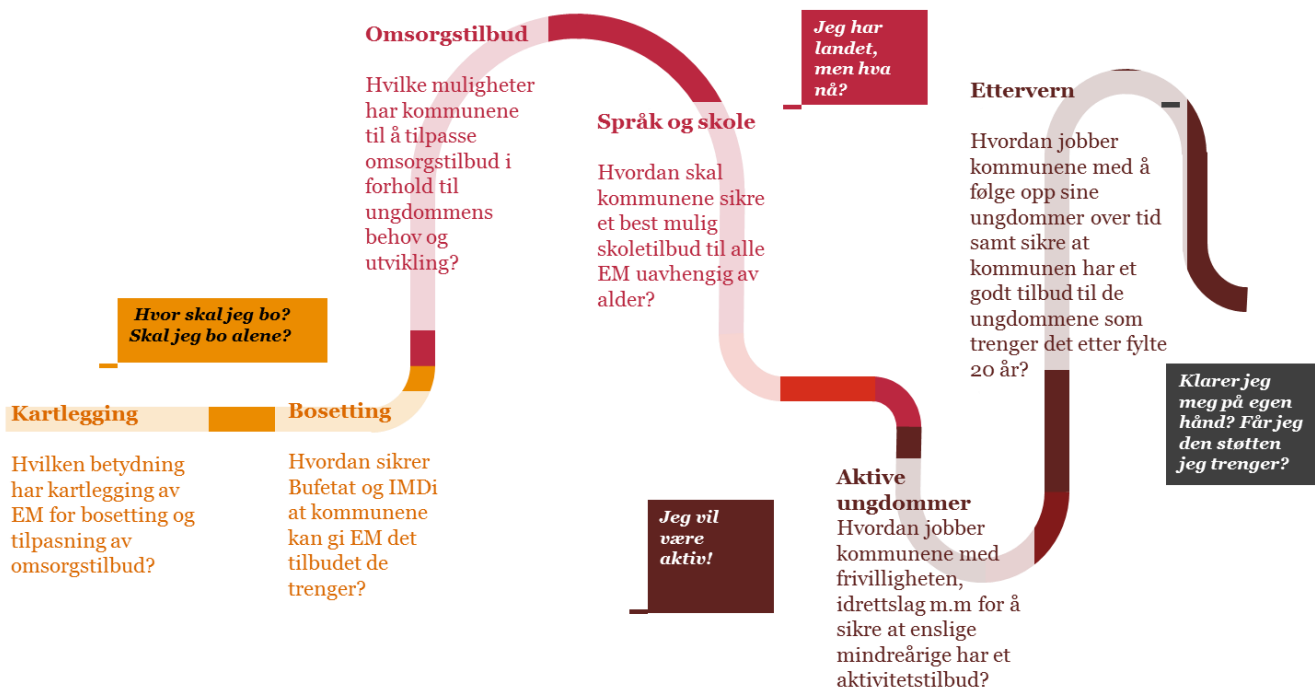 Kartlegging
Hvilken betydning
har kartlegging av
EM for bosetting og
tilpasning av
omsorgstilbud?
Hvor skal jeg bo?
Skal jeg bo alene?
Bosetting
Hvordan sikrer
Bufetat og IMDi
at kommunene
kan gi EM det
tilbudet de
trenger?
Omsorgstilbud
Hvilke muligheter
har kommunene
til å tilpasse
omsorgstilbud i
forhold til
ungdommens
behov og
utvikling?
Språk og skole
Hvordan skal
kommunene sikre
et best mulig
skoletilbud til alle
EM uavhengig av
alder?
Jeg har
landet,
men hva
nå?
Jeg vil
være
aktiv!
Aktive
ungdommer
Hvordan jobber
kommunene med
frivilligheten,
idrettslag m.m for å
sikre at enslige
mindreårige har et
aktivitetstilbud?
Ettervern
Hvordan jobber
kommunene med å
følge opp sine
ungdommer over tid
samt sikre at
kommunen har et
godt tilbud til de
ungdommene som
trenger det etter fylte
20 år?
Klarer jeg
meg på egen
hånd? Får jeg
den støtten
jeg trenger?